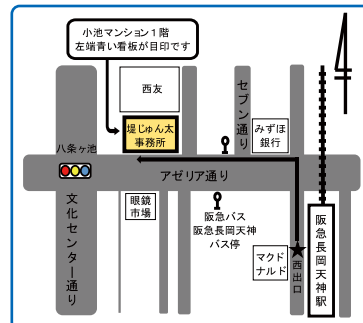 小池マンション1階
左端青い看板が目印です
西友
セブン通り
みずほ
銀行
堤じゅん太
事務所
八条ヶ池
アゼリア通り
文化センター通り
眼鏡
市場
阪急バス
阪急長岡天神
バス停
マクド
ナルド
西出口
阪急長岡天神駅